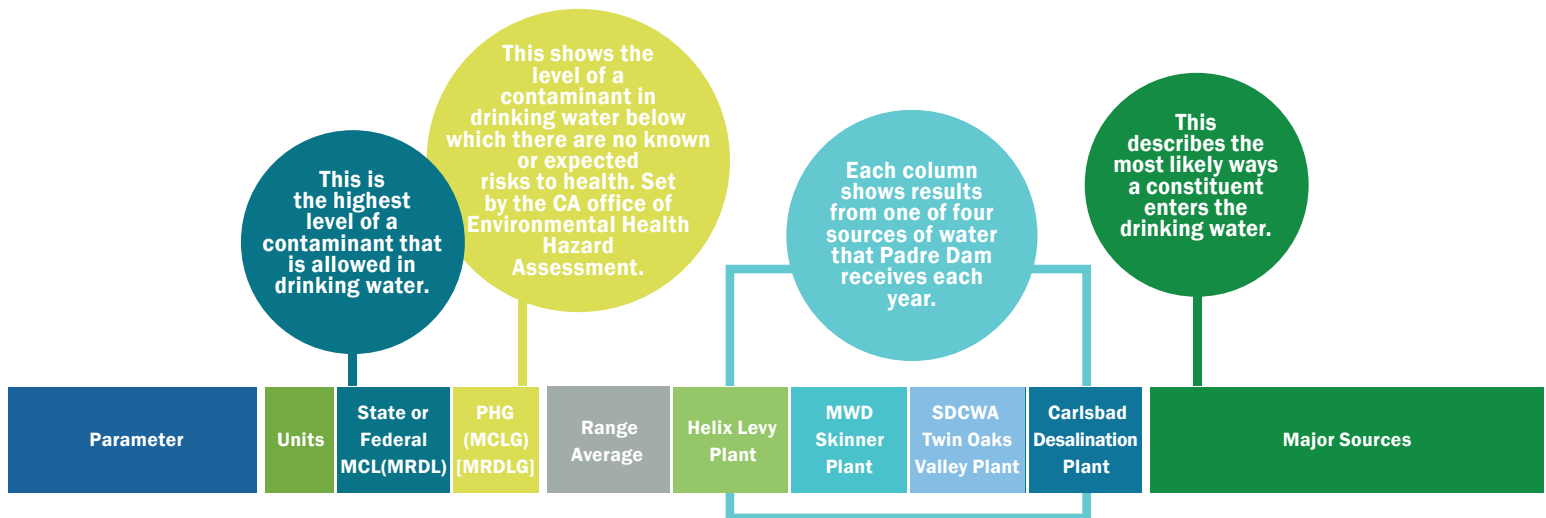 This shows the
level of a
contaminant in
drinking water below
which there are no known
or expected
risks to health. Set
by the CA office of
Environmental Health
Hazard
Assessment.
This is
the highest
level of a
contaminant that
is allowed in
drinking water.
Each column
shows results
from one of four
sources of water
that Padre Dam
receives each
year.
This
describes the
most likely ways
a constituent
enters the
drinking water.
Parameter
Units
State or
Federal
MCL(MRDL)
PHG
(MCLG)
[MRDLG]
Range
Average
Helix Levy
Plant
MWD
Skinner
Plant
SDCWA
Twin Oaks
Valley Plant
Carlsbad
Desalination
Plant
Major Sources